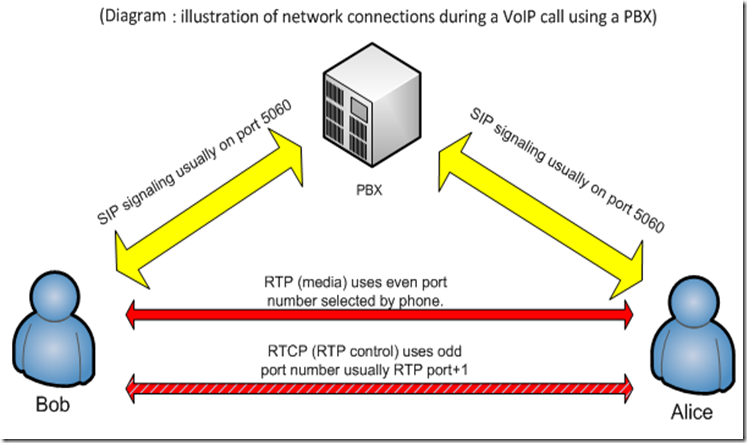 (Diagram : illustration of network connections during a VoIP call using a PBX)
SIP signaling usually on port 5060
SIP signaling usually on port 5060
PBX
RTP (media) uses even port
number selected by phone.
RTCP (RTP control) uses odd
port number usually RTP port+1
Bob
Alice